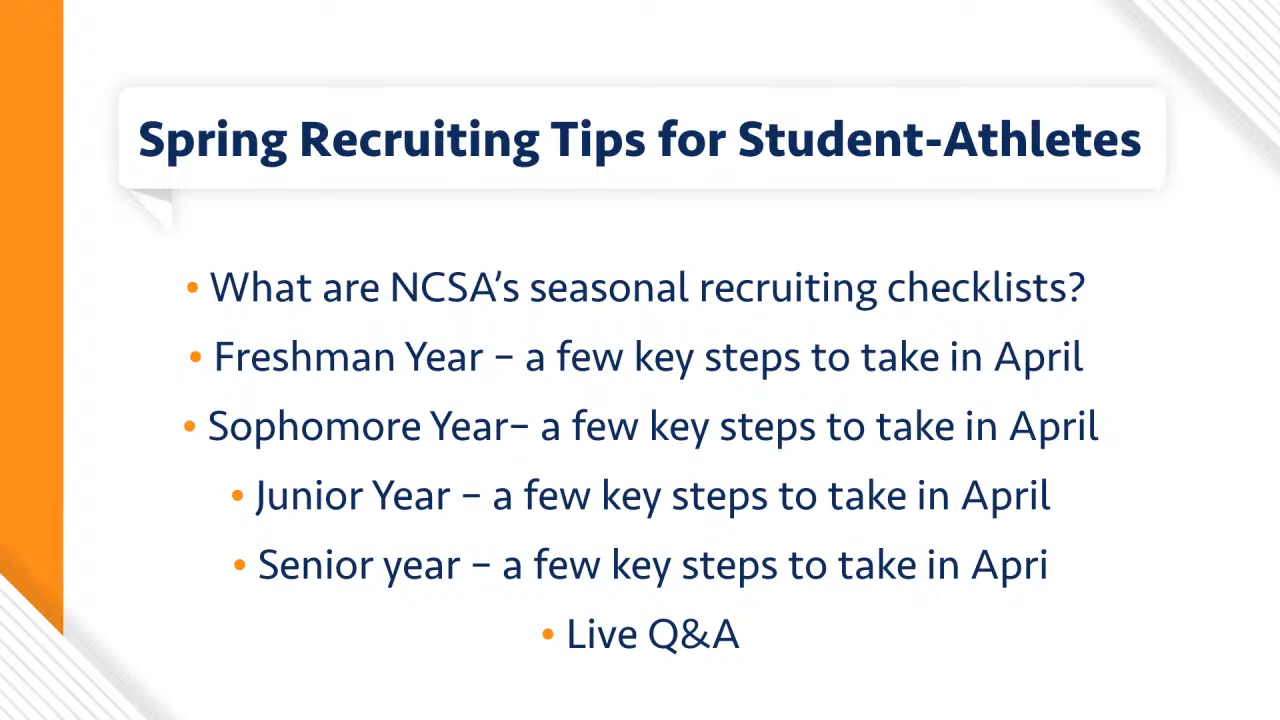 Spring Recruiting Tips for Student-Athletes
• What are NCSA’s seasonal recruiting checklists?
• Freshman Year – a few key steps to take in April
• Sophomore Year– a few key steps to take in April
• Junior Year – a few key steps to take in April
• Senior year – a few key steps to take in Apri
• Live Q&A